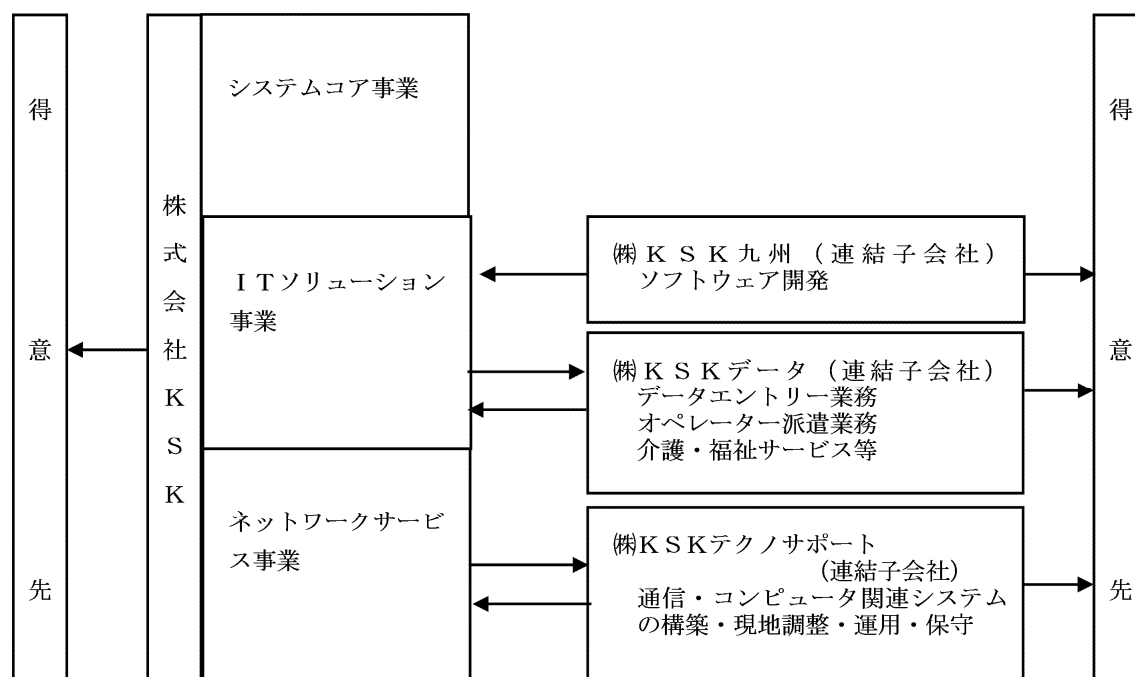 得意先
株式会社ＫＳＫ
システムコア事業
ＩＴソリューション
事業
ネットワークサービ
ス事業
㈱ＫＳＫ九州（連結子会社）
ソフトウェア開発
㈱ＫＳＫデータ（連結子会社）
データエントリー業務
オペレーター派遣業務
介護・福祉サービス等
㈱ＫＳＫテクノサポート
（連結子会社）
通信・コンピュータ関連システム
の構築・現地調整・運用・保守
得意先